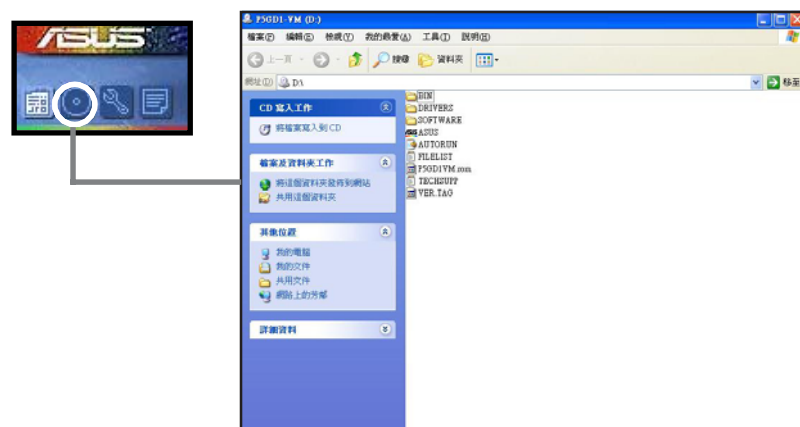 ASUS
P5GD1-VM (D:)
檔案(F) 編輯(E) 檢視(V) 我的最愛(A) 工具(T) 說明(H)
上一頁 搜尋 資料夾
網址(D) D:\ 移至
CD 寫入工作
將檔案寫入到 CD
檔案及資料夾工作
將這個資料夾發佈到網站
共用這個資料夾
其他位置
我的電腦
我的文件
共用文件
網路上的芳鄰
詳細資料
BIN
DRIVERS
SOFTWARE
ASUS
AUTORUN
FILELIST
P5GD1VM.rom
TECHSUPP
VER.TAG